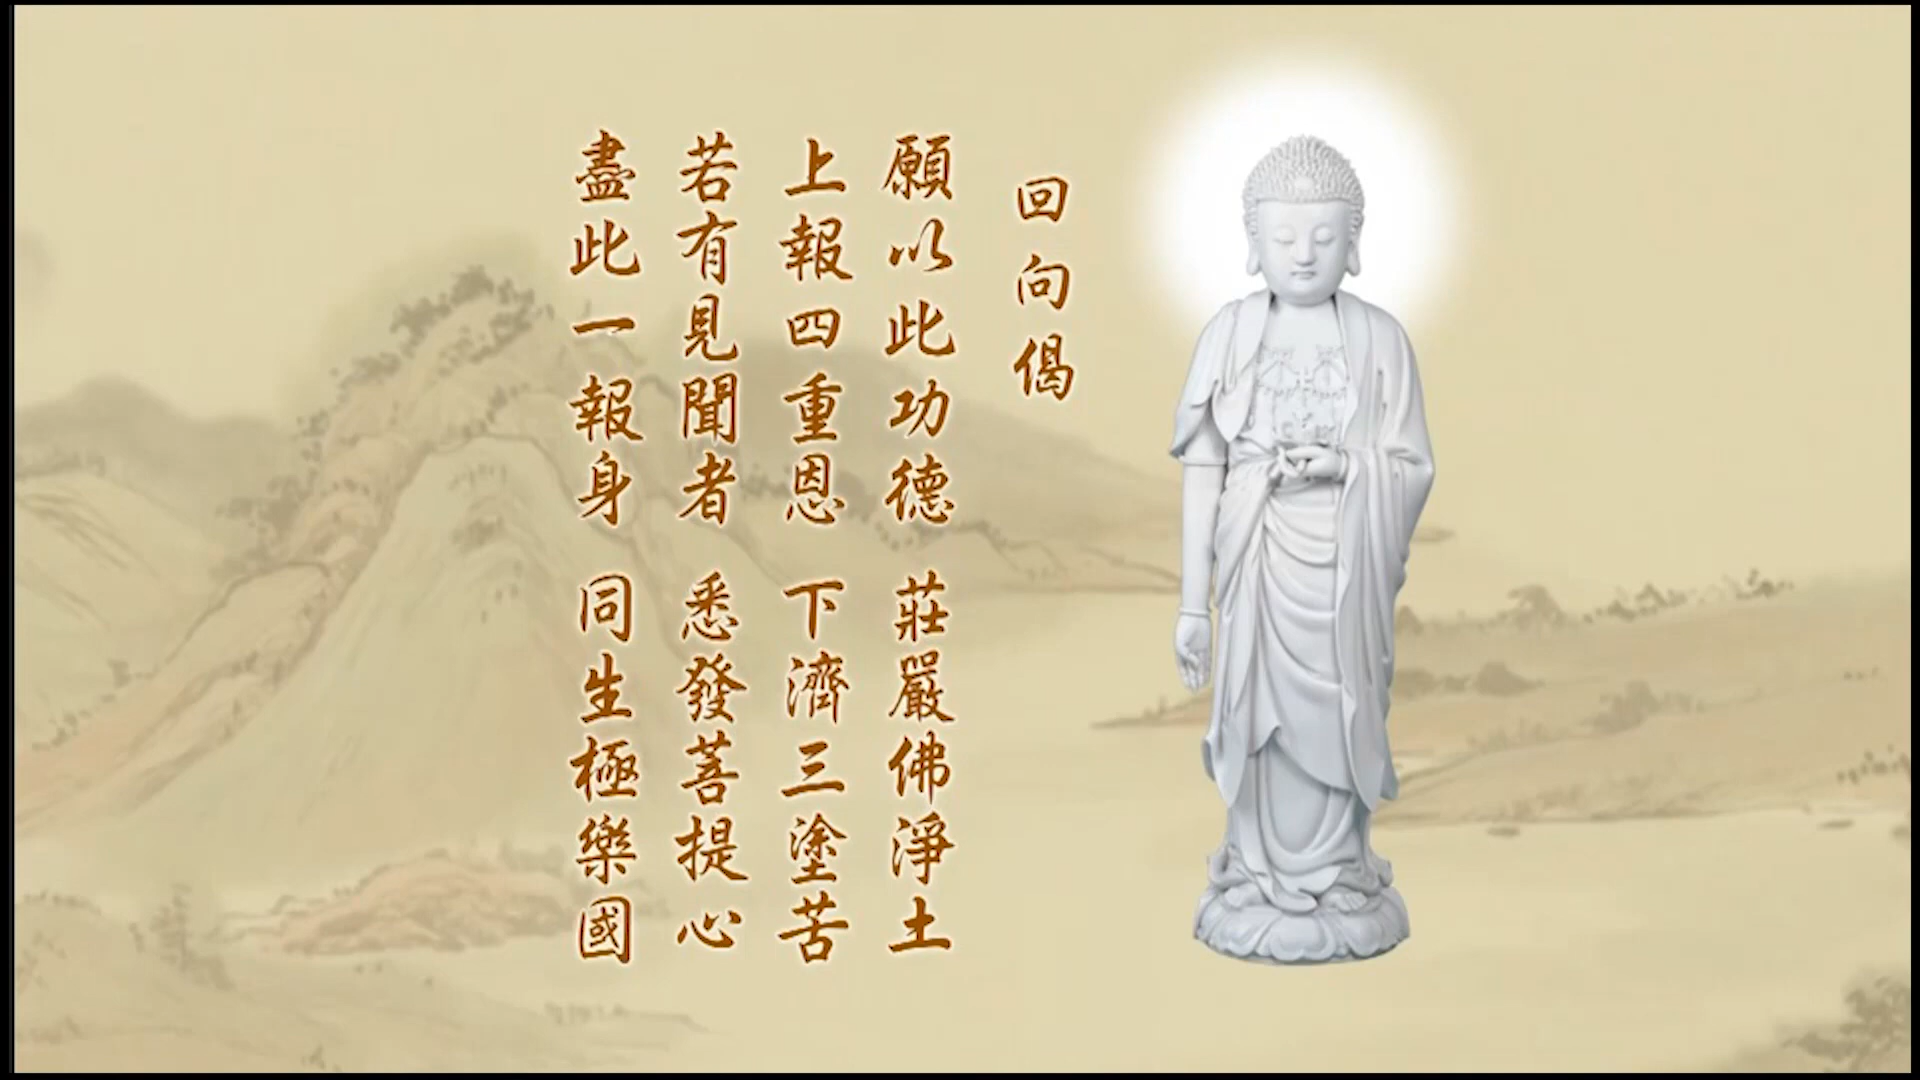 回向偈
願以此功德 莊嚴佛淨土
上報四重恩 下濟三塗苦
若有見聞者 悉發菩提心
盡此一報身 同生極樂國